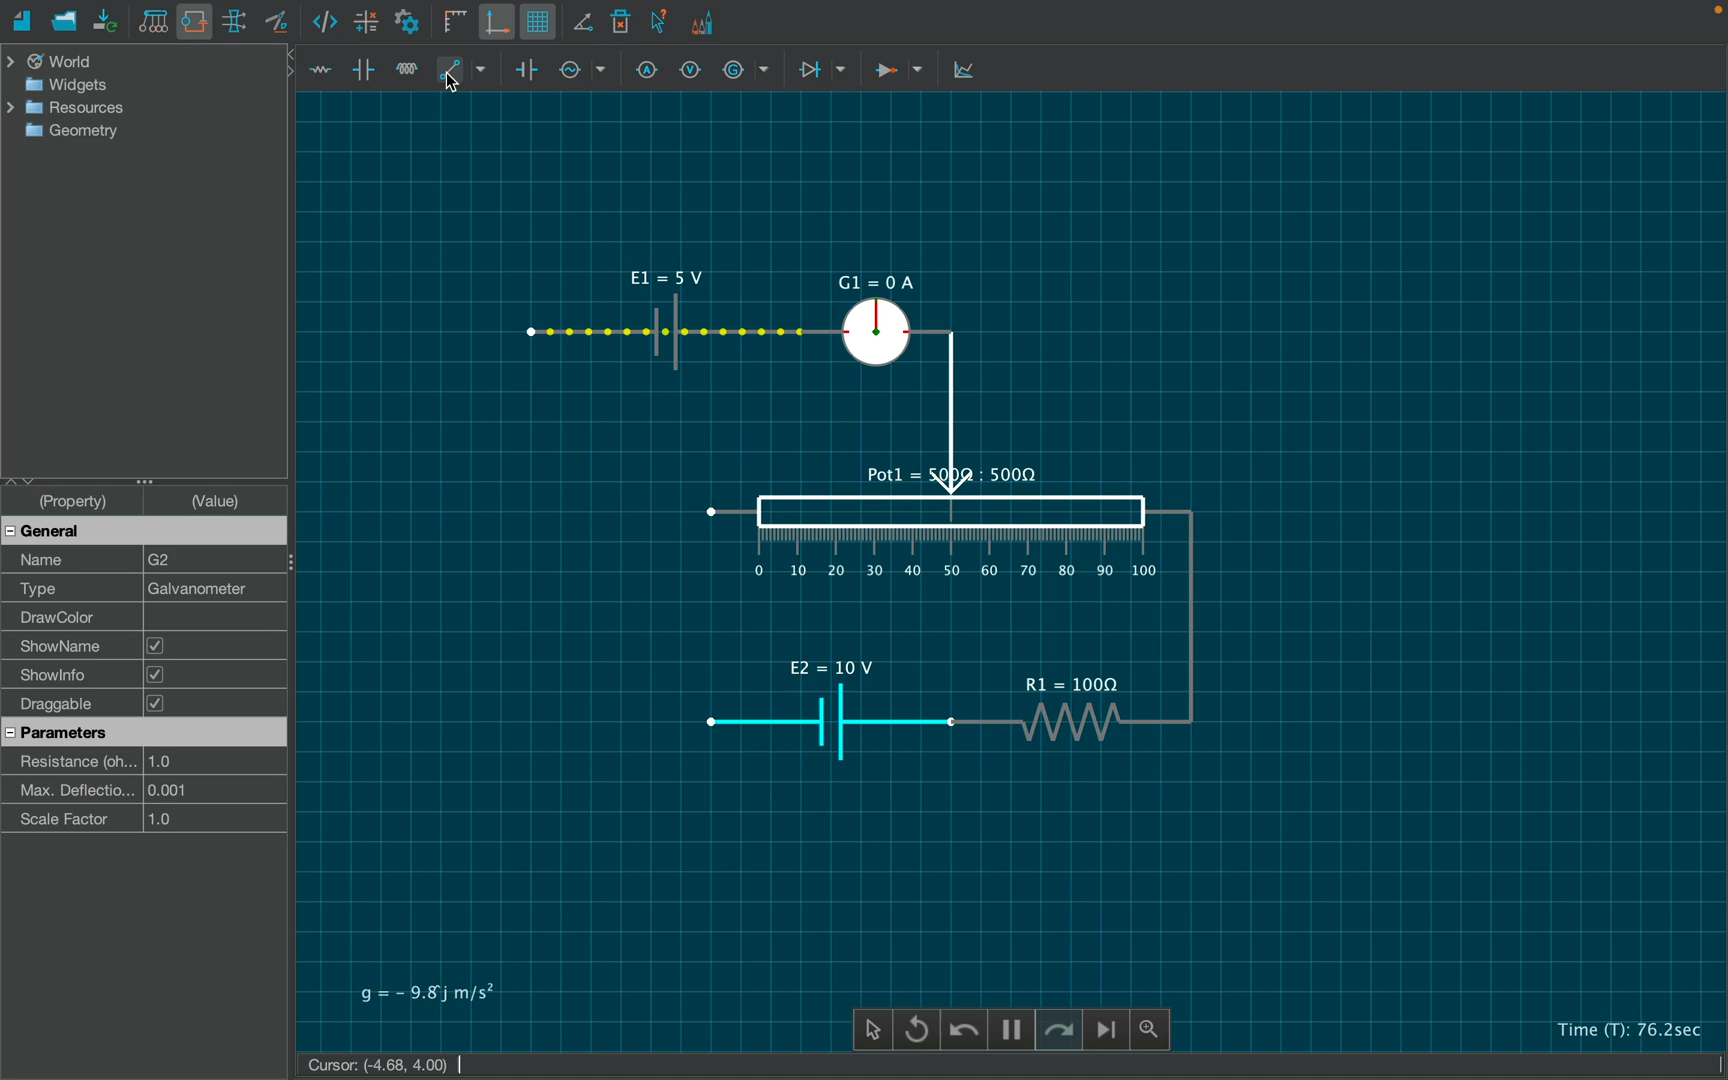 World
Widgets
Resources
Geometry
(Property) (Value)
General
Name G2
Type Galvanometer
DrawColor
ShowName
ShowInfo
Draggable
Parameters
Resistance (oh... 1.0
Max. Deflectio... 0.001
Scale Factor 1.0
A V G
E1 = 5 V
G1 = 0 A
Pot1 = 500Ω : 500Ω
0 10 20 30 40 50 60 70 80 90 100
E2 = 10 V
R1 = 100Ω
g = - 9.8ĵ m/s²
Time (T): 76.2sec
Cursor: (-4.68, 4.00)